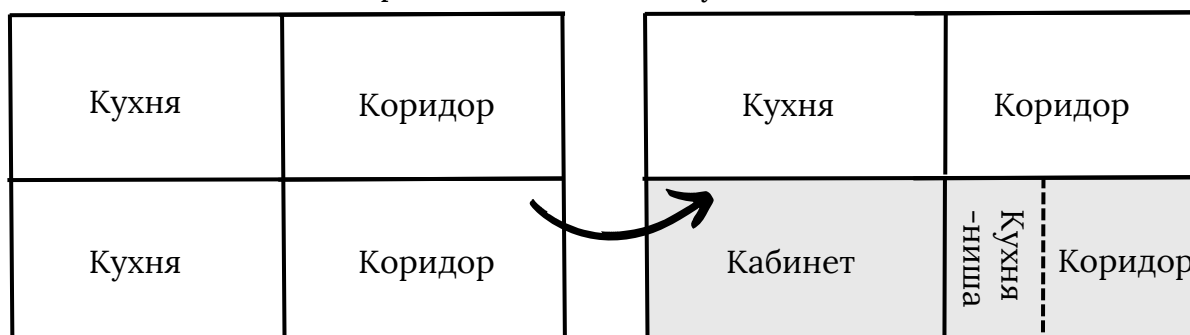 Кухня
Коридор
Кухня
Коридор
Кухня
Коридор
Кабинет
Кухня
-ниша
Коридор